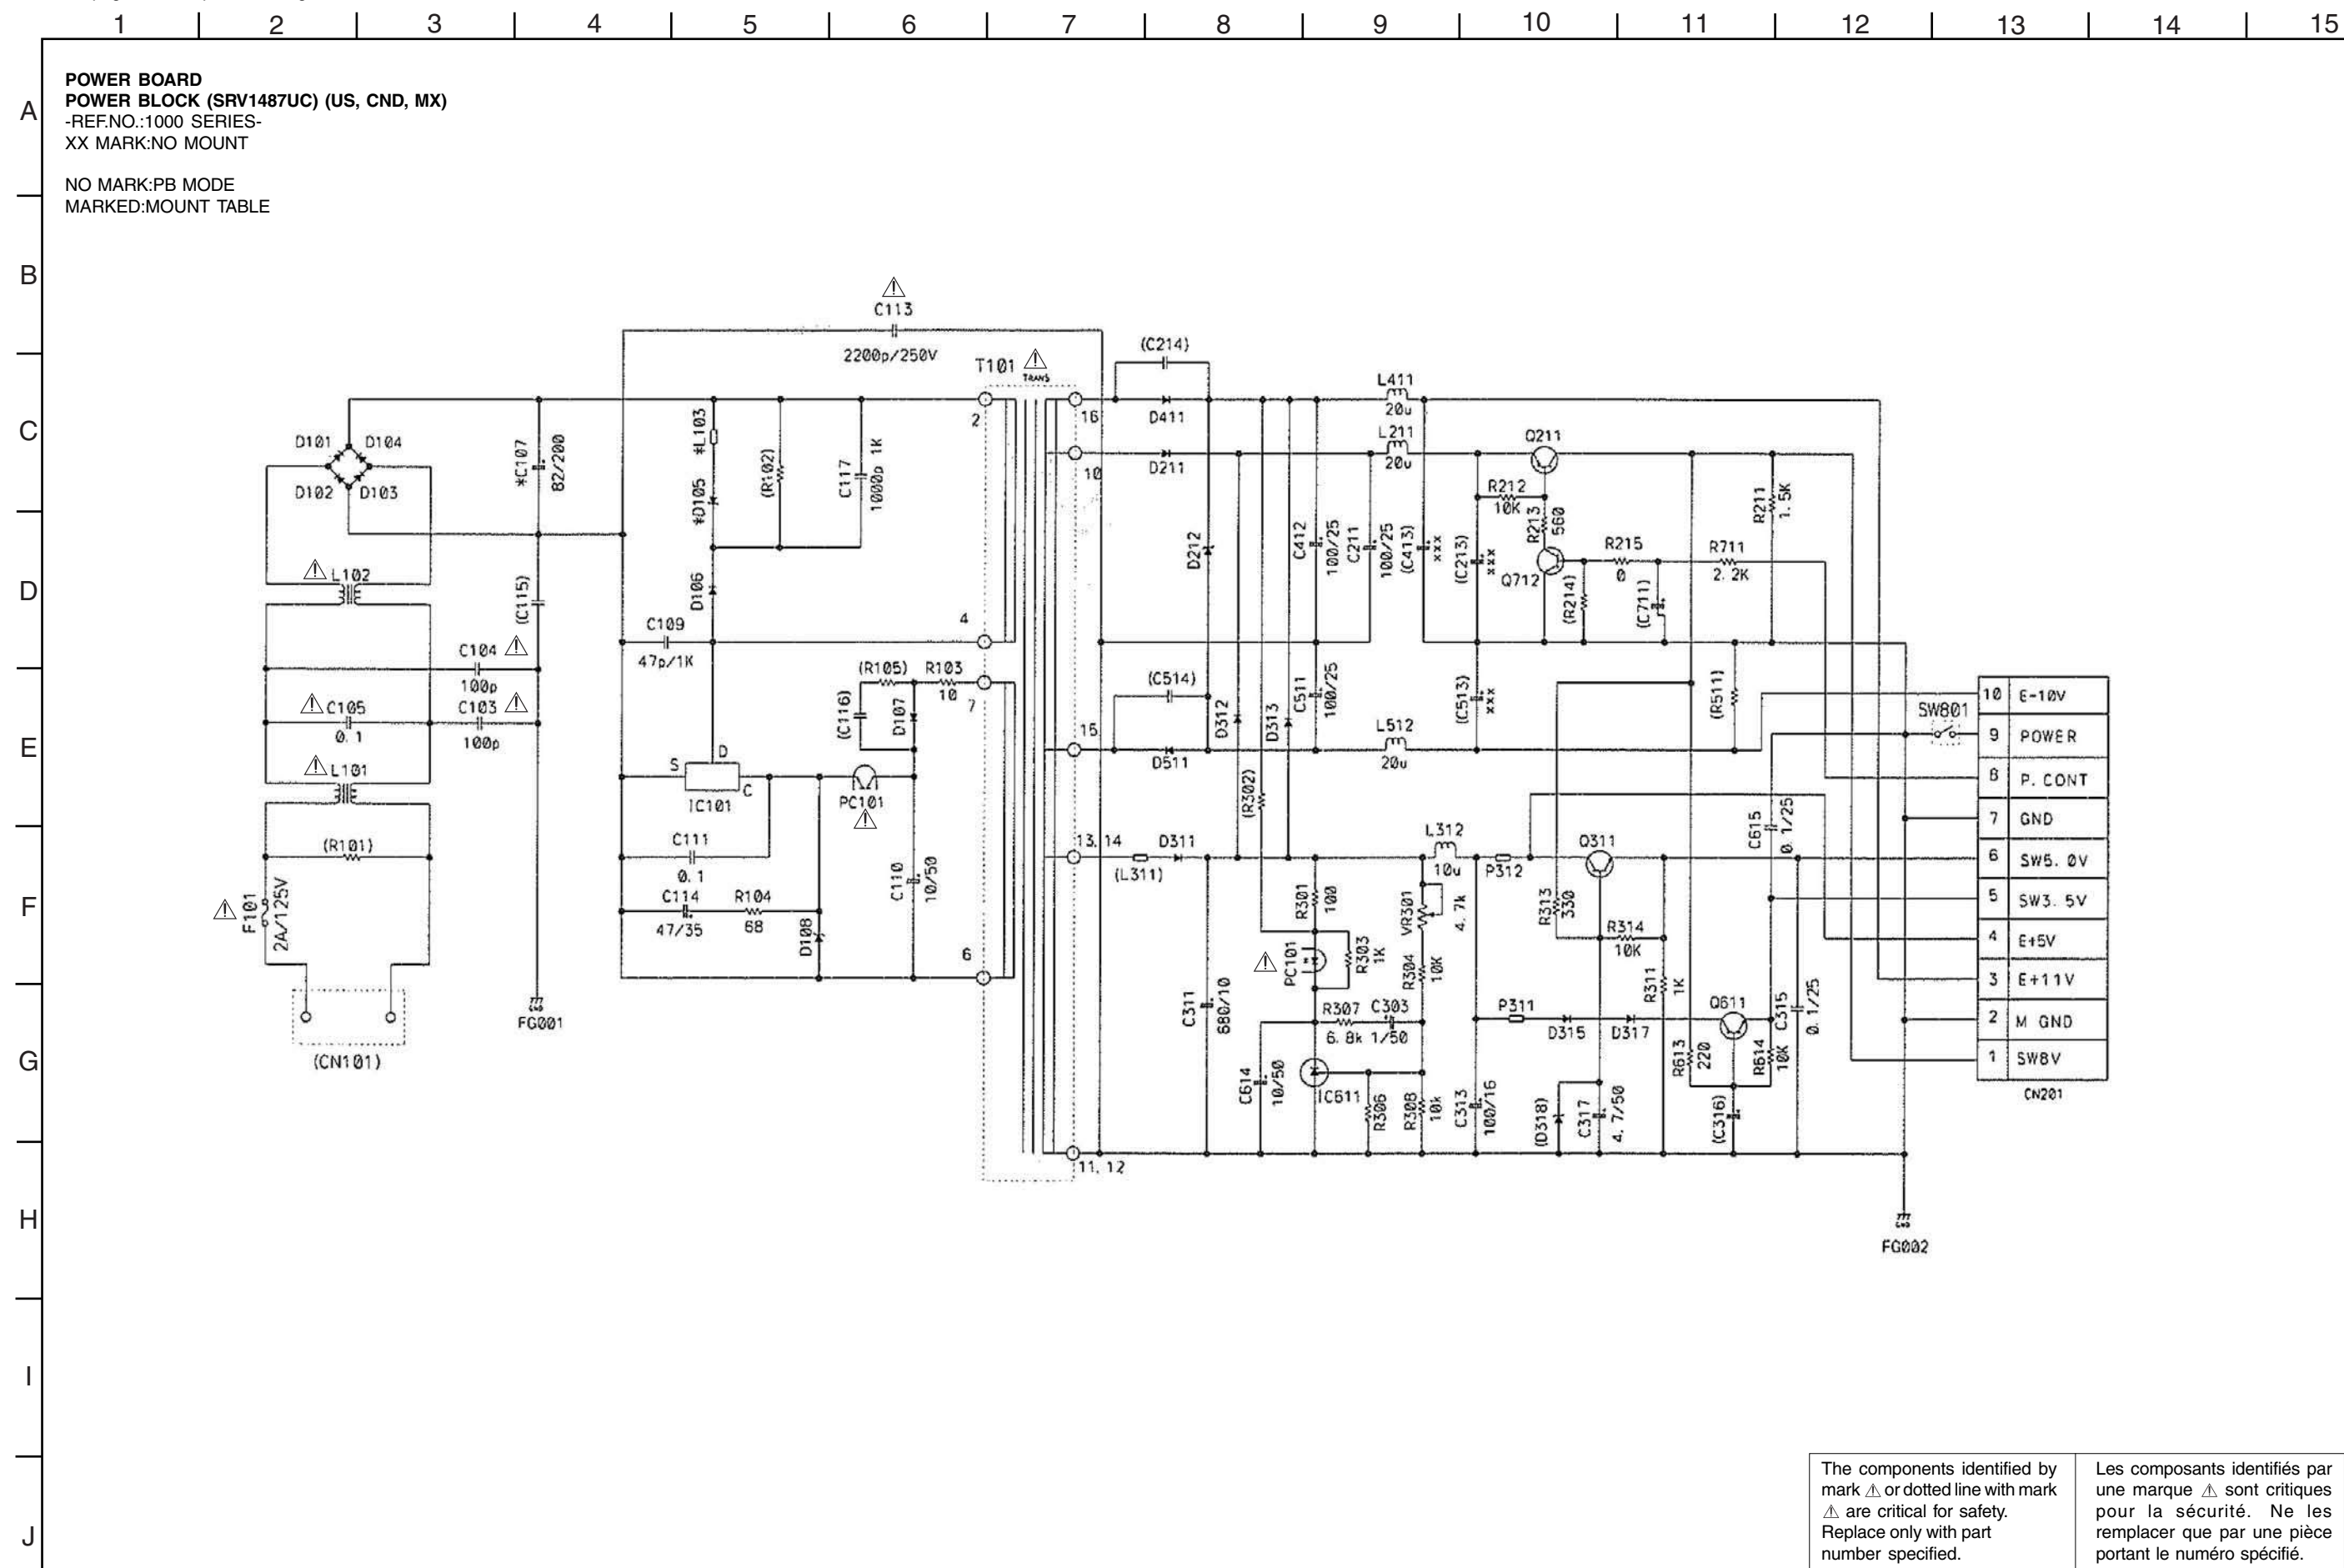 1 2 3 4 5 6 7 8 9 10 11 12 13 14 15
A
B
C
D
E
F
G
H
I
J
POWER BOARD
POWER BLOCK (SRV1487UC) (US, CND, MX)
-REF.NO.:1000 SERIES-
XX MARK:NO MOUNT
NO MARK:PB MODE
MARKED:MOUNT TABLE
C113
2200p/250V
T101
TRANS
2
4
7
6
16
10
15
13, 14
11, 12
D101
D104
D102
D103
*C107
82/200
*L103
*D105
(R102)
C117
1000p 1K
D106
L102
(C115)
C109
47p/1K
C104
100p
C105
0.1
C103
100p
L101
(R101)
F101
2A/125V
(CN101)
FG001
(R105)
R103
10
(C116)
D107
S
D
C
IC101
PC101
C111
0.1
C114
47/35
R104
68
D108
C110
10/50
(C214)
D411
D211
D212
L411
20u
L211
20u
C412
100/25
C211
100/25
(C413)
xxx
(C213)
xxx
Q211
R212
10K
R213
560
Q712
R215
0
R711
2.2K
(R214)
(C711)
R211
1.5K
(C514)
D511
D312
D313
C511
100/25
L512
20u
(C513)
xxx
(R511)
(R302)
(L311)
D311
C311
680/10
R301
100
PC101
R303
1K
VR301
4.7k
R304
10K
L312
10u
P312
Q311
R313
330
R314
10K
R311
1K
R307
6.8k
C303
1/50
C614
10/50
IC611
R306
R308
10k
C313
100/16
P311
D315
D317
(D318)
C317
4.7/50
R613
220
Q611
(C316)
R614
10K
C315
0.1/25
C615
0.1/25
SW801
10 E-10V
9 POWER
8 P. CONT
7 GND
6 SW5.0V
5 SW3.5V
4 E+5V
3 E+11V
2 M GND
1 SW8V
CN201
GND
FG002
The components identified by
mark ⚠ or dotted line with mark
⚠ are critical for safety.
Replace only with part
number specified.
Les composants identifiés par
une marque ⚠ sont critiques
pour la sécurité. Ne les
remplacer que par une pièce
portant le numéro spécifié.